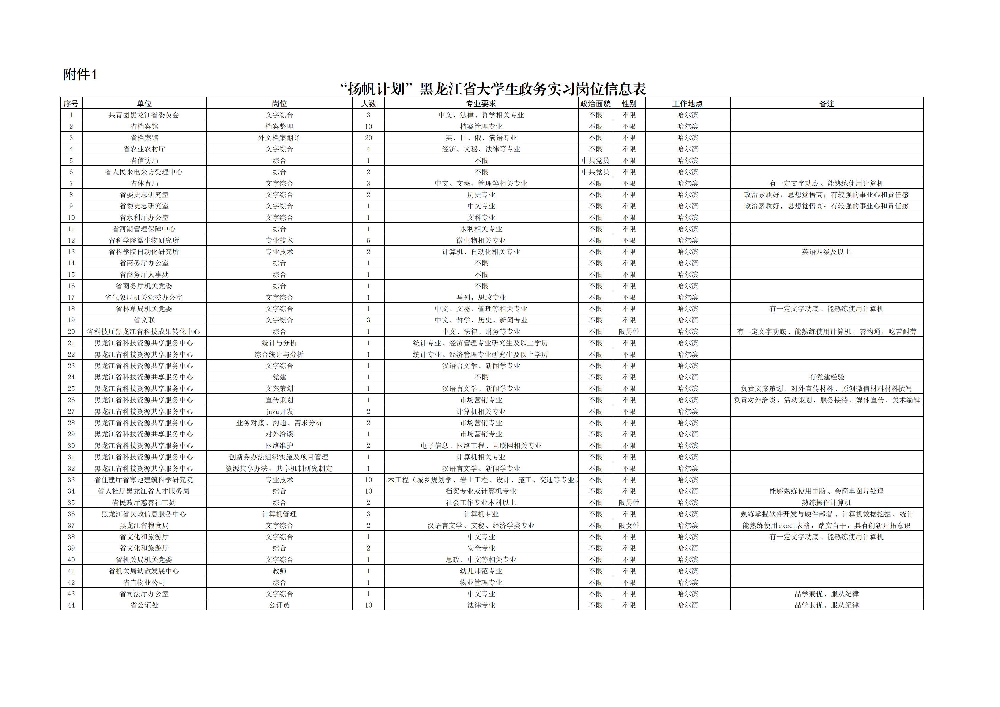 附件1
“扬帆计划”黑龙江省大学生政务实习岗位信息表
序号 单位 岗位 人数 专业要求 政治面貌 性别 工作地点 备注
1 共青团黑龙江省委员会 文字综合 3 中文、法律、哲学相关专业 不限 不限 哈尔滨
2 省档案馆 档案整理 10 档案管理专业 不限 不限 哈尔滨
3 省档案馆 外文档案翻译 20 英、日、俄、满语专业 不限 不限 哈尔滨
4 省农业农村厅 文字综合 4 经济、文秘、法律等专业 不限 不限 哈尔滨
5 省信访局 综合 1 不限 中共党员 不限 哈尔滨
6 省人民来电来访受理中心 综合 2 不限 中共党员 不限 哈尔滨
7 省体育局 文字综合 3 中文、文秘、管理等相关专业 不限 不限 哈尔滨 有一定文字功底、能熟练使用计算机
8 省委史志研究室 文字综合 2 历史专业 不限 不限 哈尔滨 政治素质好，思想觉悟高；有较强的事业心和责任感
9 省委史志研究室 文字综合 1 中文专业 不限 不限 哈尔滨 政治素质好，思想觉悟高；有较强的事业心和责任感
10 省水利厅办公室 文字综合 1 文科专业 不限 不限 哈尔滨
11 省河湖管理保障中心 综合 1 水利相关专业 不限 不限 哈尔滨
12 省科学院微生物研究所 专业技术 5 微生物相关专业 不限 不限 哈尔滨
13 省科学院自动化研究所 专业技术 2 计算机、自动化相关专业 不限 不限 哈尔滨 英语四级及以上
14 省商务厅办公室 综合 1 不限 不限 不限 哈尔滨
15 省商务厅人事处 综合 1 不限 不限 不限 哈尔滨
16 省商务厅机关党委 综合 1 不限 不限 不限 哈尔滨
17 省气象局机关党委办公室 文字综合 1 马列，思政专业 不限 不限 哈尔滨
18 省林草局机关党委 文字综合 1 中文、文秘、管理等相关专业 不限 不限 哈尔滨 有一定文字功底、能熟练使用计算机
19 省文联 文字综合 3 中文、哲学、历史、新闻专业 不限 不限 哈尔滨
20 省科技厅黑龙江省科技成果转化中心 综合 1 中文、法律、财务等专业 不限 限男性 哈尔滨 有一定文字功底、能熟练使用计算机，善沟通，吃苦耐劳
21 黑龙江省科技资源共享服务中心 统计与分析 1 统计专业、经济管理专业研究生及以上学历 不限 不限 哈尔滨
22 黑龙江省科技资源共享服务中心 综合统计与分析 1 统计专业、经济管理专业研究生及以上学历 不限 不限 哈尔滨
23 黑龙江省科技资源共享服务中心 文字综合 1 汉语言文学、新闻学专业 不限 不限 哈尔滨
24 黑龙江省科技资源共享服务中心 党建 1 不限 不限 不限 哈尔滨 有党建经验
25 黑龙江省科技资源共享服务中心 文案策划 1 汉语言文学、新闻学专业 不限 不限 哈尔滨 负责文案策划、对外宣传材料、原创微信材料材料撰写
26 黑龙江省科技资源共享服务中心 宣传策划 1 市场营销专业 不限 不限 哈尔滨 负责对外洽谈、活动策划、服务接待、媒体宣传、美术编辑
27 黑龙江省科技资源共享服务中心 java开发 2 计算机相关专业 不限 不限 哈尔滨
28 黑龙江省科技资源共享服务中心 业务对接、沟通、需求分析 2 市场营销专业 不限 不限 哈尔滨
29 黑龙江省科技资源共享服务中心 对外洽谈 1 市场营销专业 不限 不限 哈尔滨
30 黑龙江省科技资源共享服务中心 网络维护 2 电子信息、网络工程、互联网相关专业 不限 不限 哈尔滨
31 黑龙江省科技资源共享服务中心 创新券办法组织实施及项目管理 1 计算机相关专业 不限 不限 哈尔滨
32 黑龙江省科技资源共享服务中心 资源共享办法、共享机制研究制定 1 汉语言文学、新闻学专业 不限 不限 哈尔滨
33 省住建厅省寒地建筑科学研究院 专业技术 10 土木工程（城乡规划学、岩土工程、设计、施工、交通等专业） 不限 不限 哈尔滨
34 省人社厅黑龙江省人才服务局 综合 10 档案专业或计算机专业 不限 不限 哈尔滨 能够熟练使用电脑、会简单图片处理
35 省民政厅慈善社工处 综合 2 社会工作专业本科以上 不限 限男性 哈尔滨 熟练操作计算机
36 黑龙江省民政信息服务中心 计算机管理 3 计算机专业 不限 不限 哈尔滨 熟练掌握软件开发与硬件部署、计算机数据挖掘、统计
37 黑龙江省粮食局 文字综合 2 汉语言文学、文秘、经济学类专业 不限 限女性 哈尔滨 能熟练使用excel表格，踏实肯干，具有创新开拓意识
38 省文化和旅游厅 文字综合 1 中文专业 不限 不限 哈尔滨 有一定文字功底、能熟练使用计算机
39 省文化和旅游厅 综合 2 安全专业 不限 不限 哈尔滨
40 省机关局机关党委 文字综合 1 思政、中文等相关专业 不限 不限 哈尔滨
41 省机关局幼教发展中心 教师 1 幼儿师范专业 不限 不限 哈尔滨
42 省直物业公司 综合 1 物业管理专业 不限 不限 哈尔滨
43 省司法厅办公室 文字综合 1 中文专业 不限 不限 哈尔滨 品学兼优、服从纪律
44 省公证处 公证员 10 法律专业 不限 不限 哈尔滨 品学兼优、服从纪律